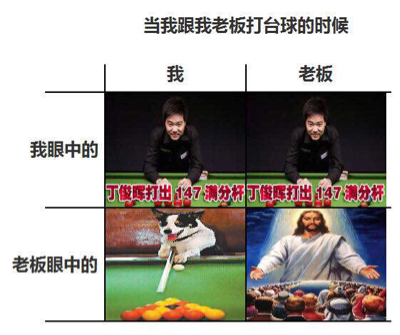 当我跟我老板打台球的时候
我 老板
我眼中的
丁俊晖打出 147 满分杆 丁俊晖打出 147 满分杆
老板眼中的